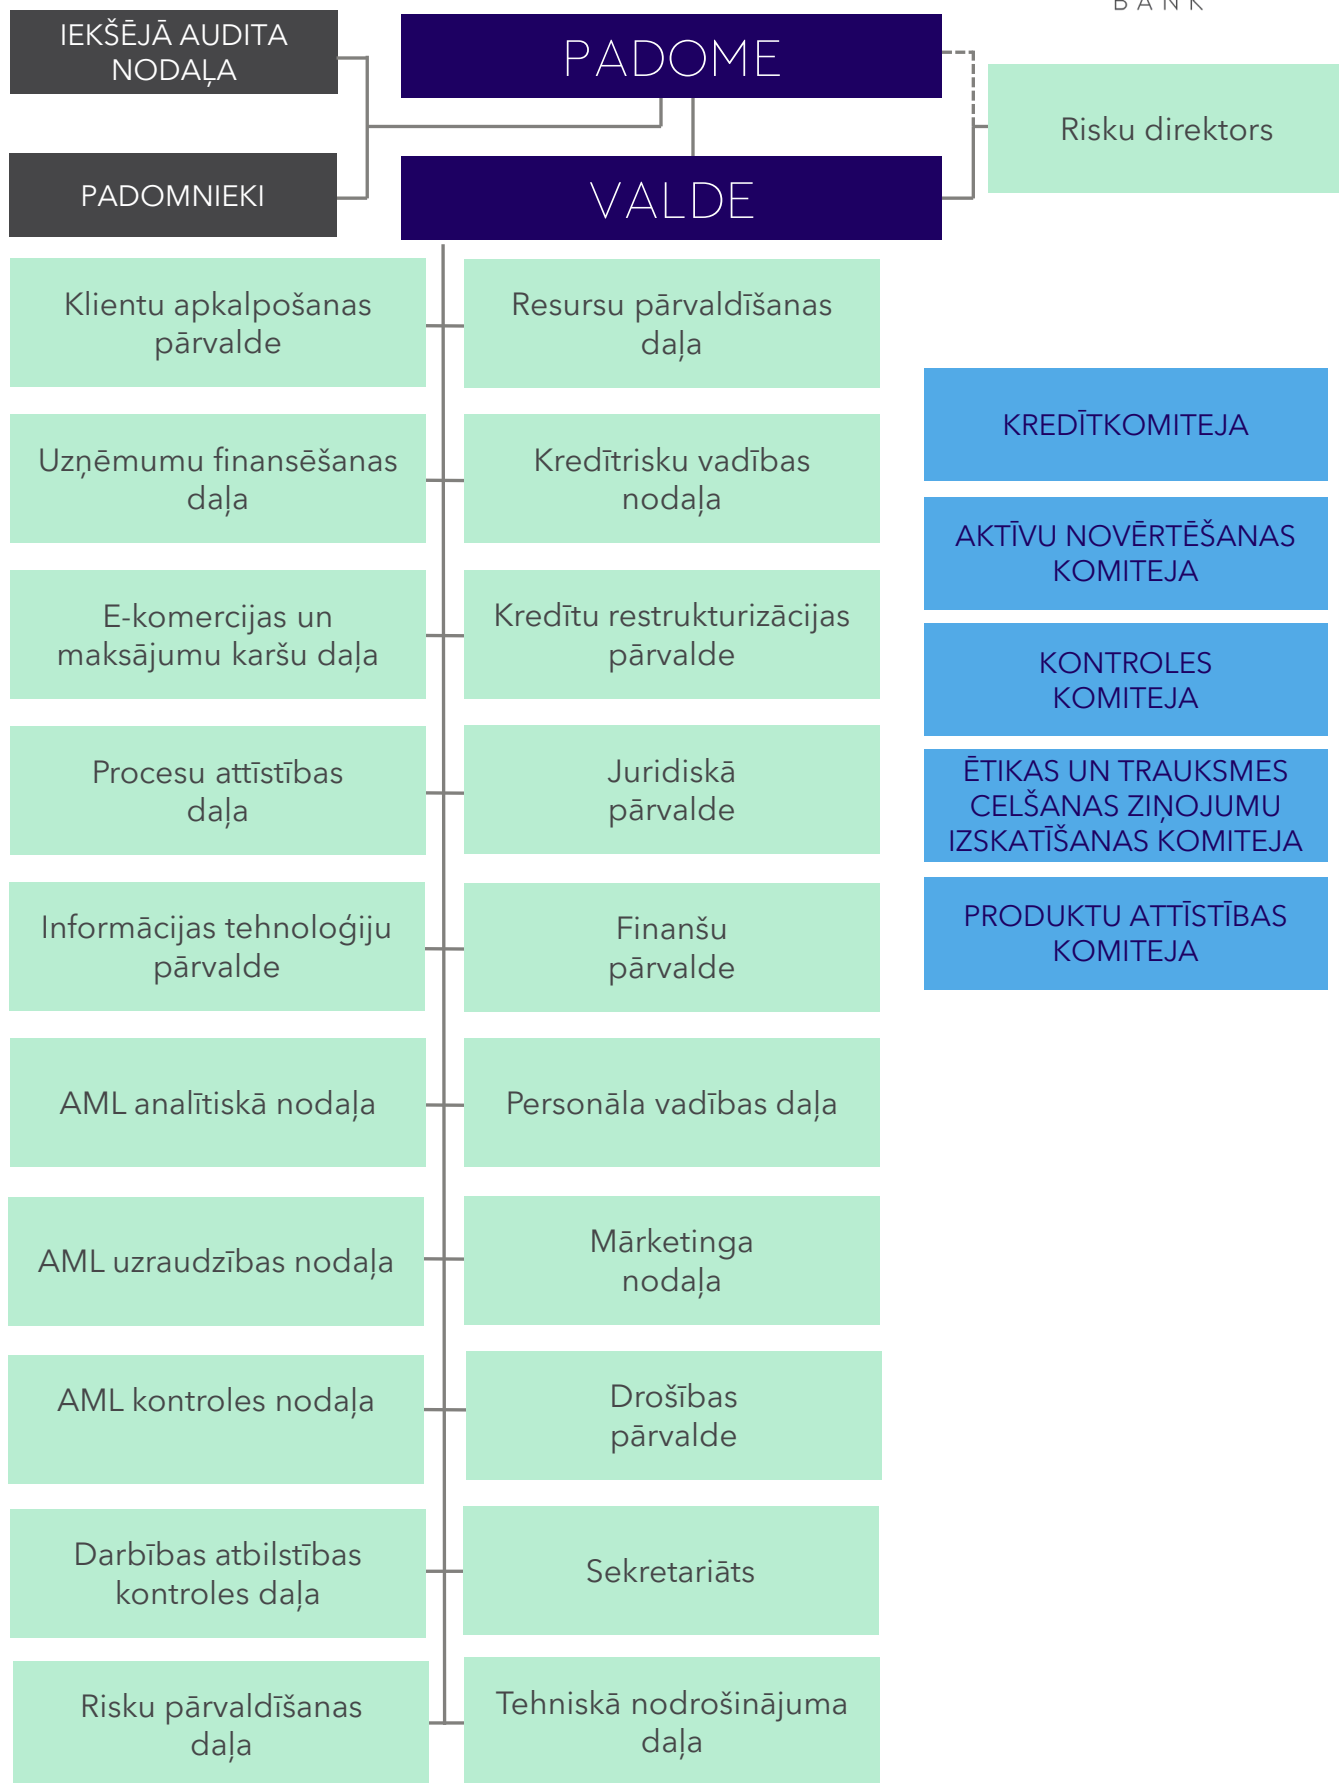 BANK
IEKŠĒJĀ AUDITA
NODAĻA
PADOME
Risku direktors
PADOMNIEKI
VALDE
Klientu apkalpošanas
pārvalde
Resursu pārvaldīšanas
daļa
Uzņēmumu finansēšanas
daļa
Kredītrisku vadības
nodaļa
E-komercijas un
maksājumu karšu daļa
Kredītu restrukturizācijas
pārvalde
Procesu attīstības
daļa
Juridiskā
pārvalde
Informācijas tehnoloģiju
pārvalde
Finanšu
pārvalde
AML analītiskā nodaļa
Personāla vadības daļa
AML uzraudzības nodaļa
Mārketinga
nodaļa
AML kontroles nodaļa
Drošības
pārvalde
Darbības atbilstības
kontroles daļa
Sekretariāts
Risku pārvaldīšanas
daļa
Tehniskā nodrošinājuma
daļa
KREDĪTKOMITEJA
AKTĪVU NOVĒRTĒŠANAS
KOMITEJA
KONTROLES
KOMITEJA
ĒTIKAS UN TRAUKSMES
CELŠANAS ZIŅOJUMU
IZSKATĪŠANAS KOMITEJA
PRODUKTU ATTĪSTĪBAS
KOMITEJA